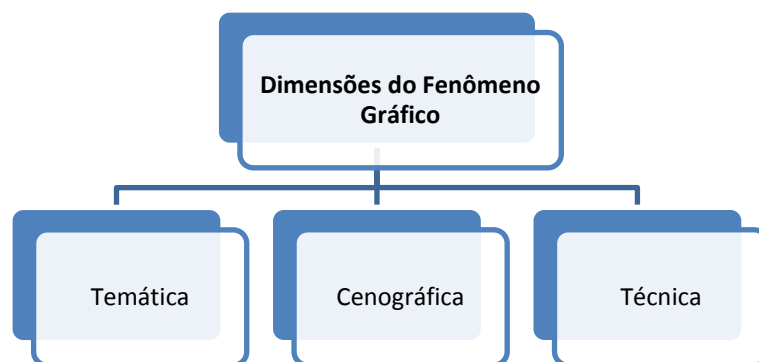 Dimensões do Fenômeno
Gráfico
Temática
Cenográfica
Técnica